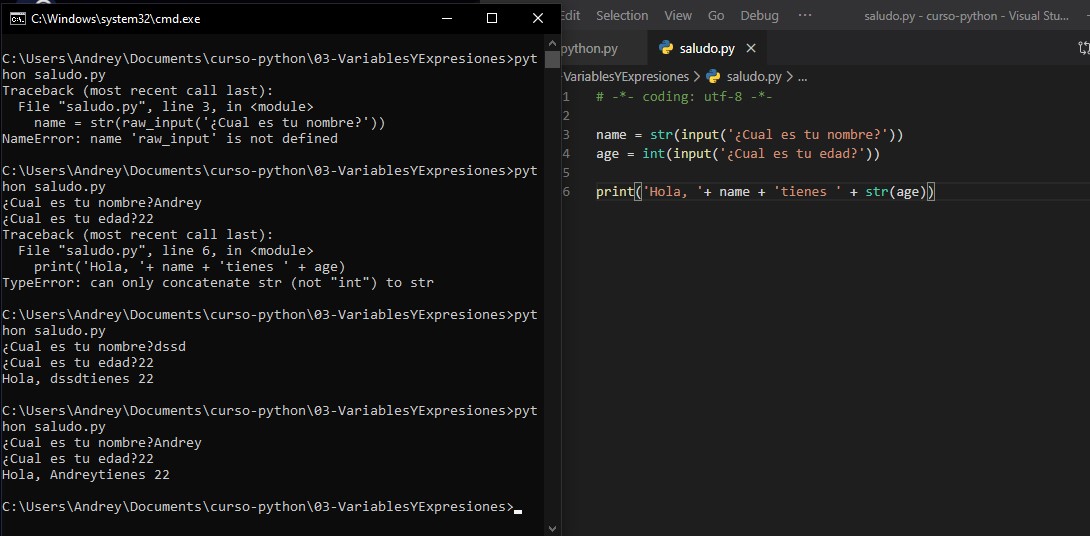 C:\Windows\system32\cmd.exe
C:\Users\Andrey\Documents\curso-python\03-VariablesYExpresiones>pyt
hon saludo.py
Traceback (most recent call last):
  File "saludo.py", line 3, in <module>
    name = str(raw_input('¿Cual es tu nombre?'))
NameError: name 'raw_input' is not defined
C:\Users\Andrey\Documents\curso-python\03-VariablesYExpresiones>pyt
hon saludo.py
¿Cual es tu nombre?Andrey
¿Cual es tu edad?22
Traceback (most recent call last):
  File "saludo.py", line 6, in <module>
    print('Hola, '+ name + 'tienes ' + age)
TypeError: can only concatenate str (not "int") to str
C:\Users\Andrey\Documents\curso-python\03-VariablesYExpresiones>pyt
hon saludo.py
¿Cual es tu nombre?dssd
¿Cual es tu edad?22
Hola, dssdtienes 22
C:\Users\Andrey\Documents\curso-python\03-VariablesYExpresiones>pyt
hon saludo.py
¿Cual es tu nombre?Andrey
¿Cual es tu edad?22
Hola, Andreytienes 22
C:\Users\Andrey\Documents\curso-python\03-VariablesYExpresiones>
Edit Selection View Go Debug ··· saludo.py - curso-python - Visual Stu...
python.py saludo.py
-VariablesYExpresiones > saludo.py > ...
1 # -*- coding: utf-8 -*-
2
3 name = str(input('¿Cual es tu nombre?'))
4 age = int(input('¿Cual es tu edad?'))
5
6 print('Hola, '+ name + 'tienes ' + str(age))